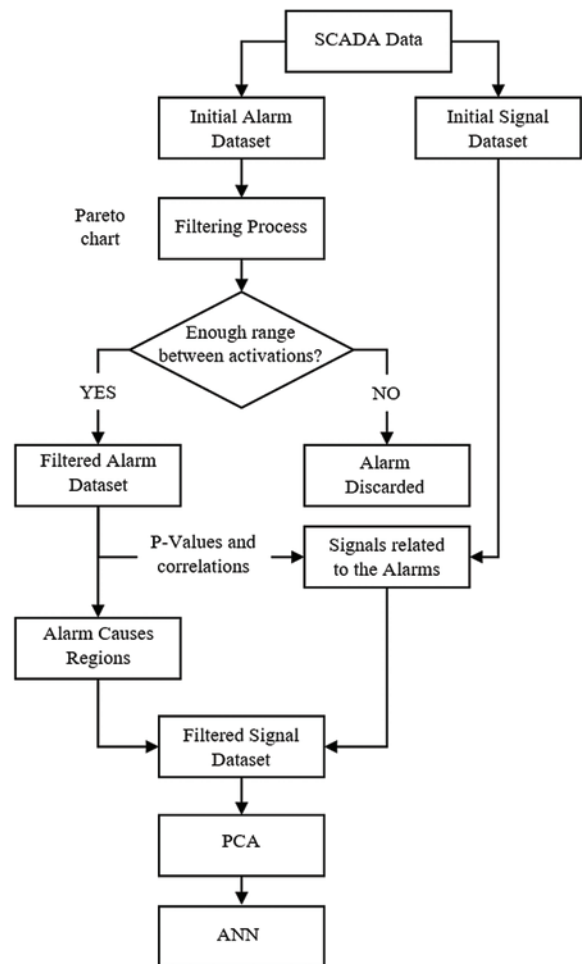 SCADA Data
Initial Alarm
Dataset
Initial Signal
Dataset
Pareto
chart
Filtering Process
Enough range
between activations?
YES
NO
Filtered Alarm
Dataset
Alarm
Discarded
P-Values and
correlations
Signals related
to the Alarms
Alarm Causes
Regions
Filtered Signal
Dataset
PCA
ANN